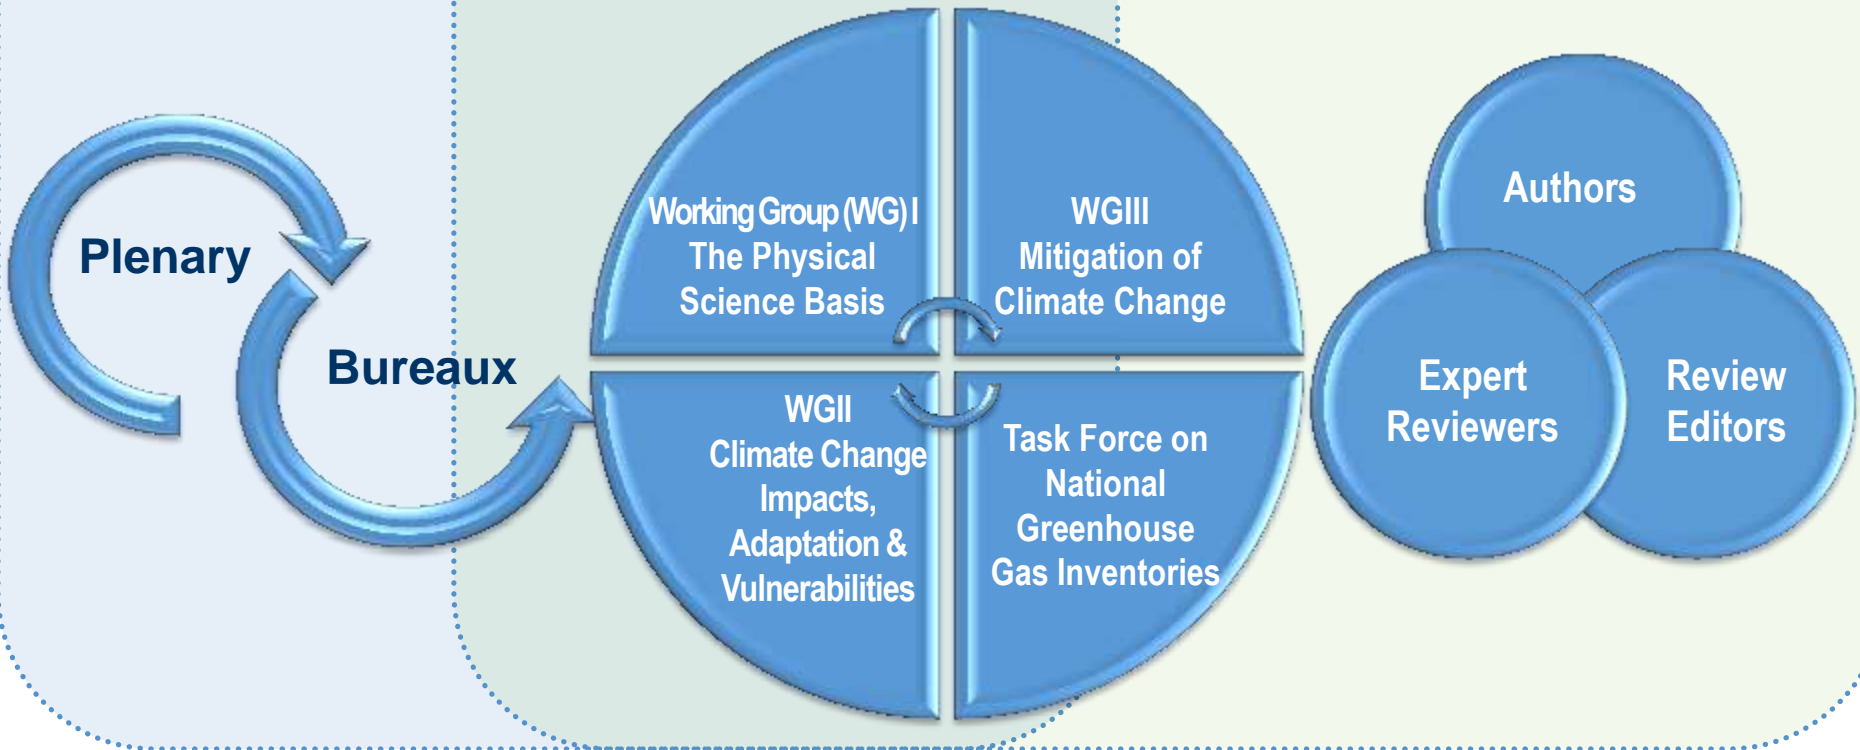 Plenary
Bureaux
Working Group (WG) I
The Physical
Science Basis
WGIII
Mitigation of
Climate Change
WGII
Climate Change
Impacts,
Adaptation &
Vulnerabilities
Task Force on
National
Greenhouse
Gas Inventories
Authors
Expert
Reviewers
Review
Editors